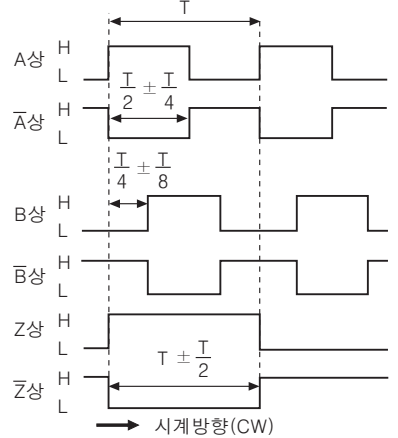 T
A상 H
L
T/2 ± T/4
A̅상 H
L
T/4 ± T/8
B상 H
L
B̅상 H
L
Z상 H
L
T ± T/2
Z̅상 H
L
시계방향(CW)